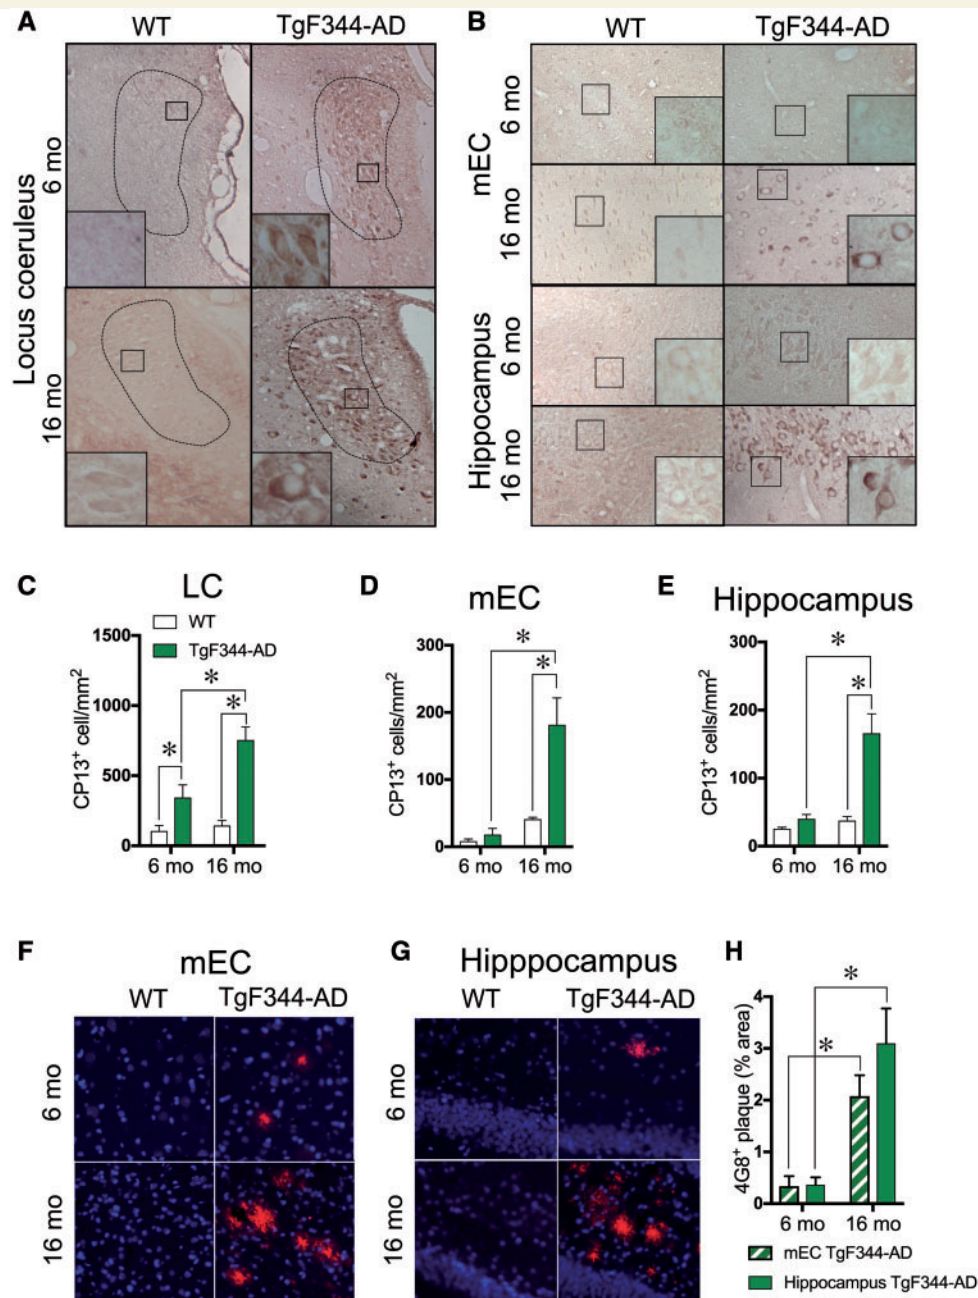 A
WT
TgF344-AD
Locus coeruleus
6 mo
16 mo
B
WT
TgF344-AD
mEC
6 mo
16 mo
Hippocampus
6 mo
16 mo
C
LC
WT
TgF344-AD
CP13+ cell/mm2
1500
1000
500
0
*
*
*
6 mo
16 mo
D
mEC
CP13+ cells/mm2
300
200
100
0
*
*
6 mo
16 mo
E
Hippocampus
CP13+ cells/mm2
300
200
100
0
*
*
6 mo
16 mo
F
mEC
WT
TgF344-AD
6 mo
16 mo
G
Hipppocampus
WT
TgF344-AD
6 mo
16 mo
H
4G8+ plaque (% area)
4
3
2
1
0
*
*
6 mo
16 mo
mEC TgF344-AD
Hippocampus TgF344-AD